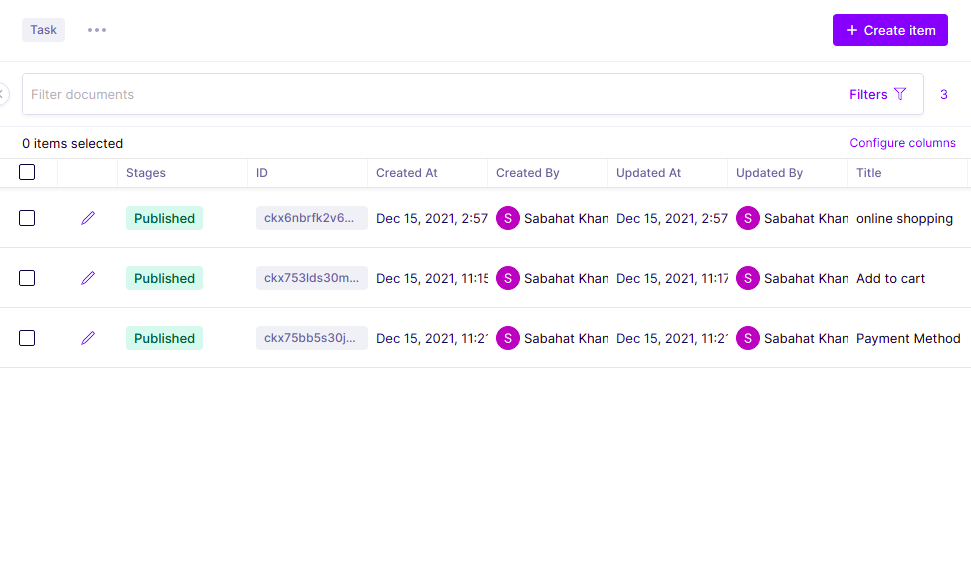 Task
+ Create item
Filter documents Filters 3
0 items selected Configure columns
Stages ID Created At Created By Updated At Updated By Title
Published ckx6nbrfk2v6... Dec 15, 2021, 2:57 S Sabahat Khan Dec 15, 2021, 2:57 S Sabahat Khan online shopping
Published ckx753lds30m... Dec 15, 2021, 11:15 S Sabahat Khan Dec 15, 2021, 11:17 S Sabahat Khan Add to cart
Published ckx75bb5s30j... Dec 15, 2021, 11:2 S Sabahat Khan Dec 15, 2021, 11:2 S Sabahat Khan Payment Method